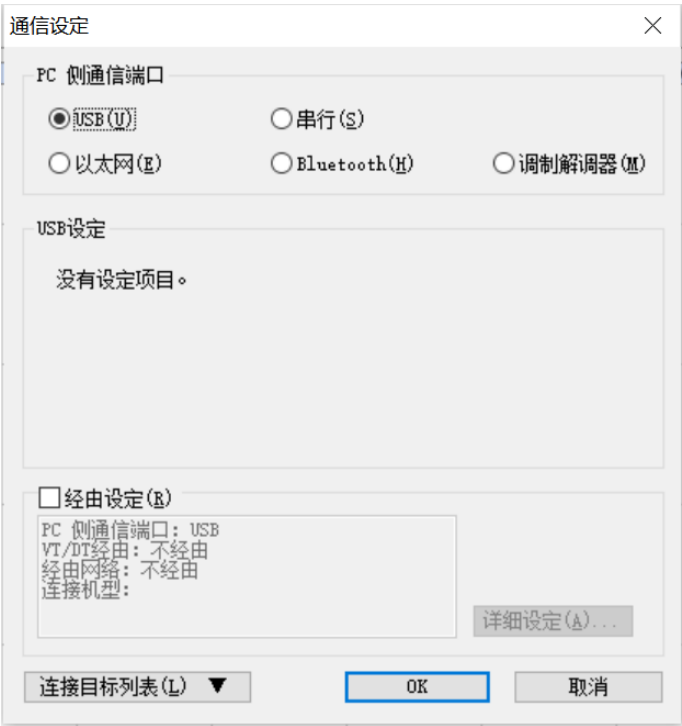 通信设定
PC 侧通信端口
USB(U) 串行(S)
以太网(E) Bluetooth(H) 调制解调器(M)
USB设定
没有设定项目。
经由设定(R)
PC 侧通信端口: USB
VT/DT经由: 不经由
经由网络: 不经由
连接机型:
详细设定(A)...
连接目标列表(L) ▼ OK 取消